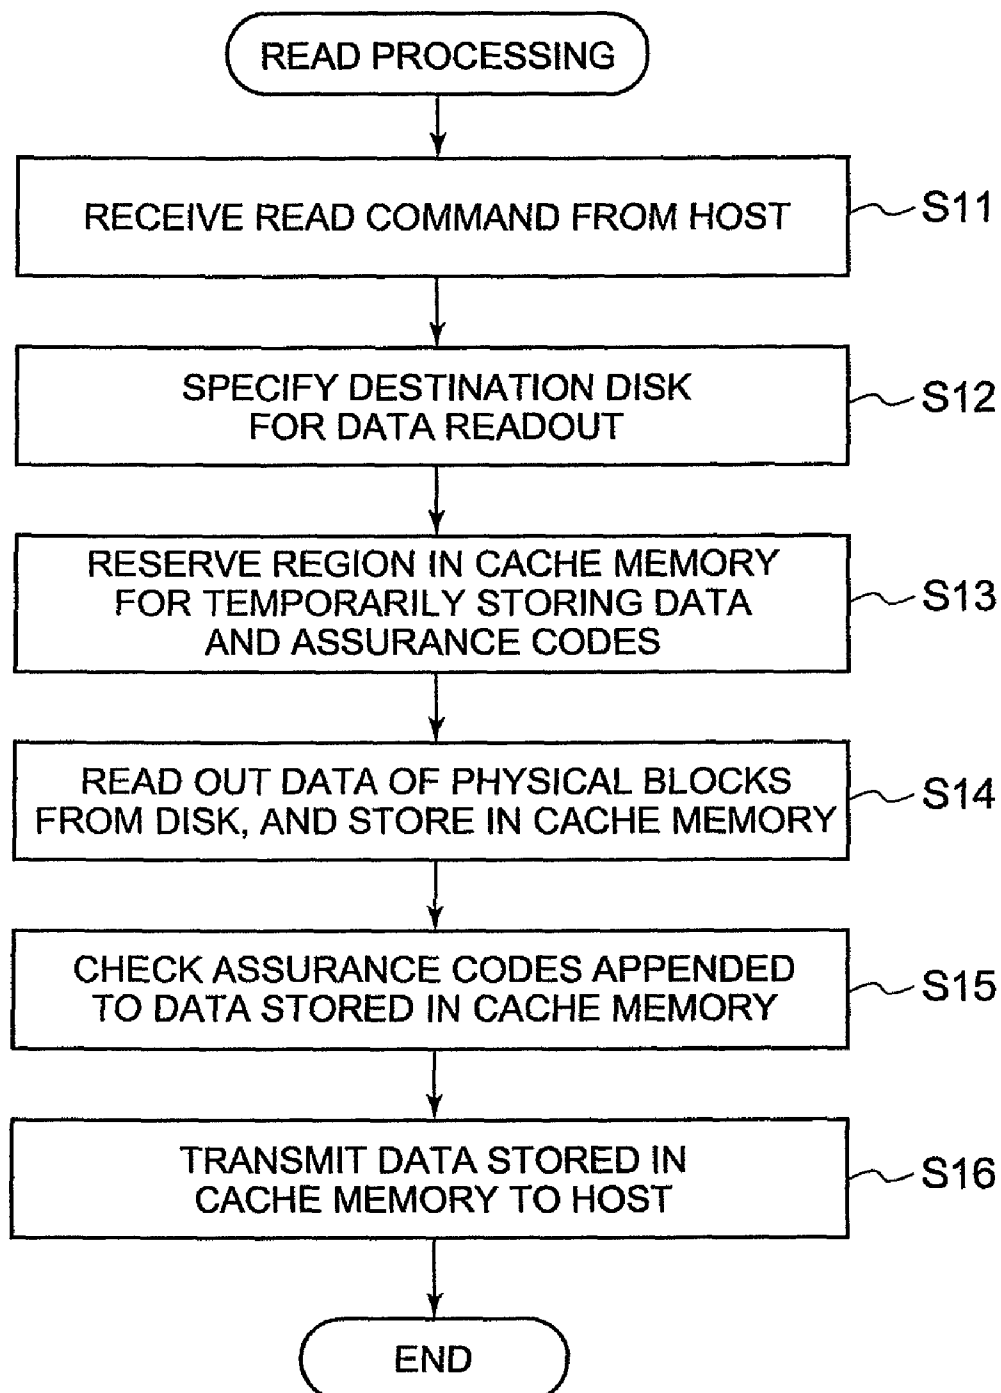 READ PROCESSING
RECEIVE READ COMMAND FROM HOST
S11
SPECIFY DESTINATION DISK
FOR DATA READOUT
S12
RESERVE REGION IN CACHE MEMORY
FOR TEMPORARILY STORING DATA
AND ASSURANCE CODES
S13
READ OUT DATA OF PHYSICAL BLOCKS
FROM DISK, AND STORE IN CACHE MEMORY
S14
CHECK ASSURANCE CODES APPENDED
TO DATA STORED IN CACHE MEMORY
S15
TRANSMIT DATA STORED IN
CACHE MEMORY TO HOST
S16
END